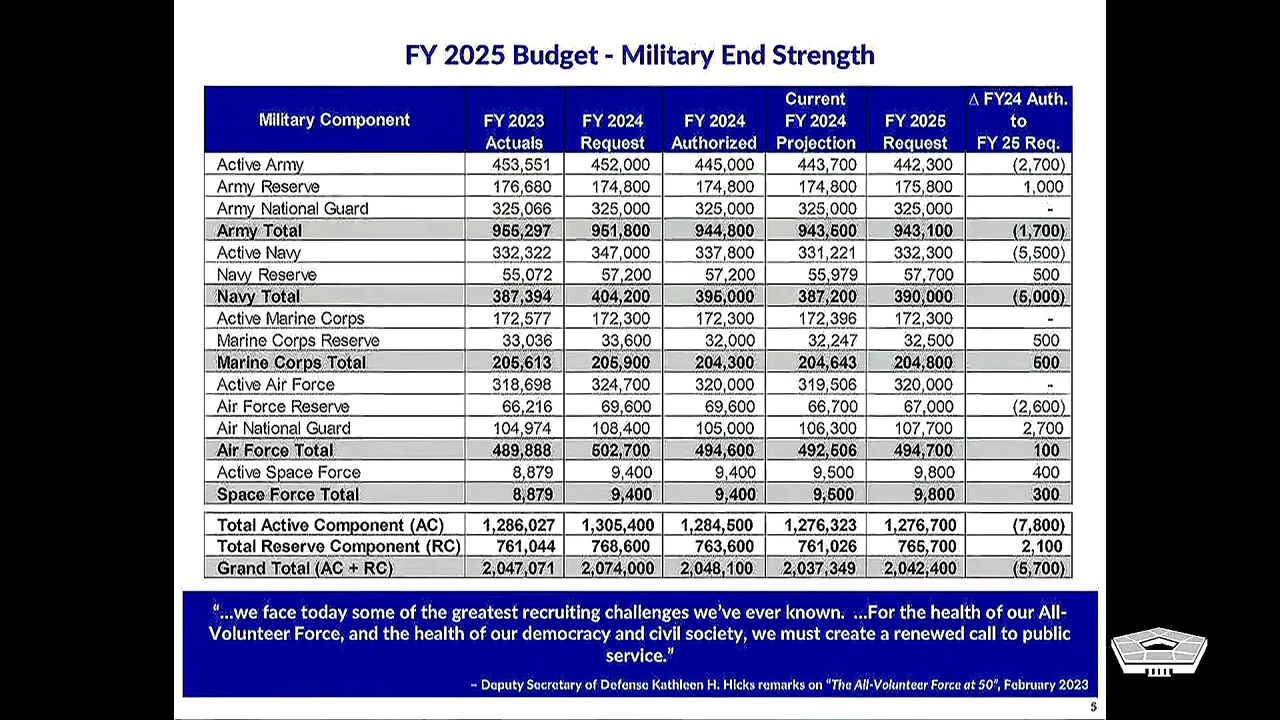 FY 2025 Budget - Military End Strength
Military Component FY 2023 Actuals FY 2024 Request FY 2024 Authorized Current FY 2024 Projection FY 2025 Request Δ FY24 Auth. to FY 25 Req.
Active Army 453,551 452,000 445,000 443,700 442,300 (2,700)
Army Reserve 176,680 174,800 174,800 174,800 175,800 1,000
Army National Guard 325,066 325,000 325,000 325,000 325,000 -
Army Total 955,297 951,800 944,800 943,500 943,100 (1,700)
Active Navy 332,322 347,000 337,800 331,221 332,300 (5,500)
Navy Reserve 55,072 57,200 57,200 55,979 57,700 500
Navy Total 387,394 404,200 395,000 387,200 390,000 (5,000)
Active Marine Corps 172,577 172,300 172,300 172,396 172,300 -
Marine Corps Reserve 33,036 33,600 32,000 32,247 32,500 500
Marine Corps Total 205,613 205,900 204,300 204,643 204,800 500
Active Air Force 318,698 324,700 320,000 319,506 320,000 -
Air Force Reserve 66,216 69,600 69,600 66,700 67,000 (2,600)
Air National Guard 104,974 108,400 105,000 106,300 107,700 2,700
Air Force Total 489,888 502,700 494,600 492,506 494,700 100
Active Space Force 8,879 9,400 9,400 9,500 9,800 400
Space Force Total 8,879 9,400 9,400 9,500 9,800 300
Total Active Component (AC) 1,286,027 1,305,400 1,284,500 1,276,323 1,276,700 (7,800)
Total Reserve Component (RC) 761,044 768,600 763,600 761,026 765,700 2,100
Grand Total (AC + RC) 2,047,071 2,074,000 2,048,100 2,037,349 2,042,400 (5,700)
“...we face today some of the greatest recruiting challenges we’ve ever known. ...For the health of our All-
Volunteer Force, and the health of our democracy and civil society, we must create a renewed call to public
service.”
– Deputy Secretary of Defense Kathleen H. Hicks remarks on “The All-Volunteer Force at 50”, February 2023
5